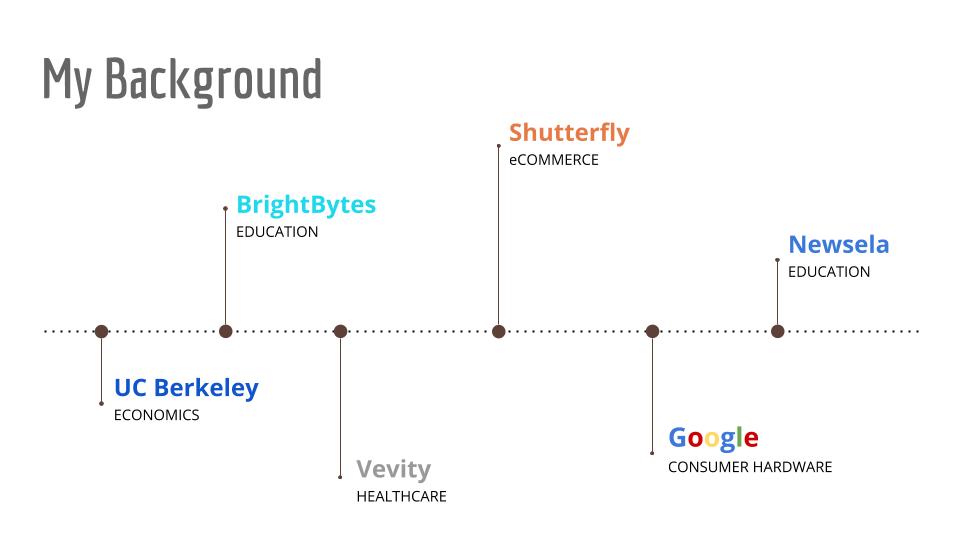 My Background
Shutterfly
eCOMMERCE
BrightBytes
EDUCATION
Newsela
EDUCATION
UC Berkeley
ECONOMICS
Google
CONSUMER HARDWARE
Vevity
HEALTHCARE